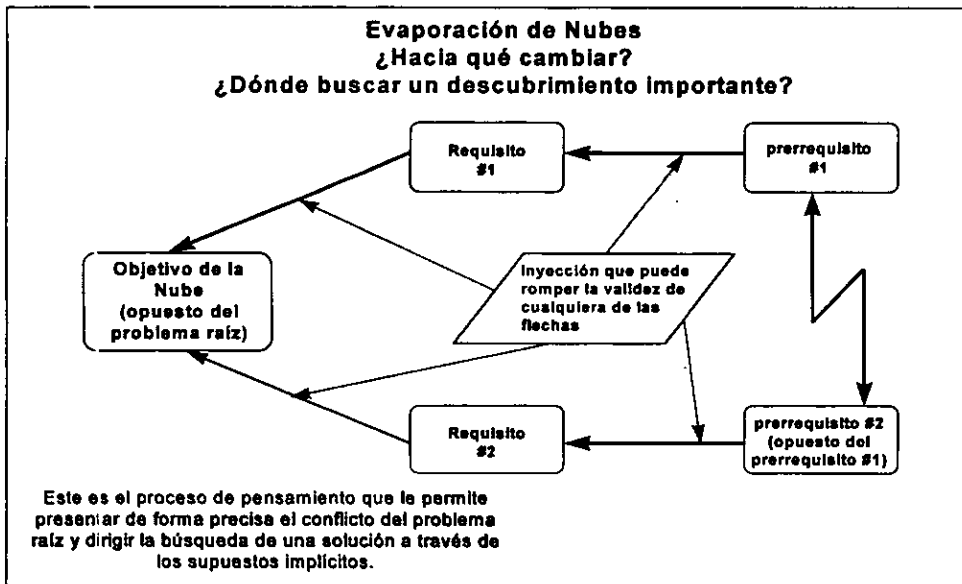 Evaporación de Nubes
¿Hacia qué cambiar?
¿Dónde buscar un descubrimiento importante?
Requisito
#1
prerrequisito
#1
Objetivo de la
Nube
(opuesto del
problema raíz)
Inyección que puede
romper la validez de
cualquiera de las
flechas
Requisito
#2
prerrequisito #2
(opuesto del
prerrequisito #1)
Este es el proceso de pensamiento que le permite
presentar de forma precisa el conflicto del problema
raíz y dirigir la búsqueda de una solución a través de
los supuestos implícitos.